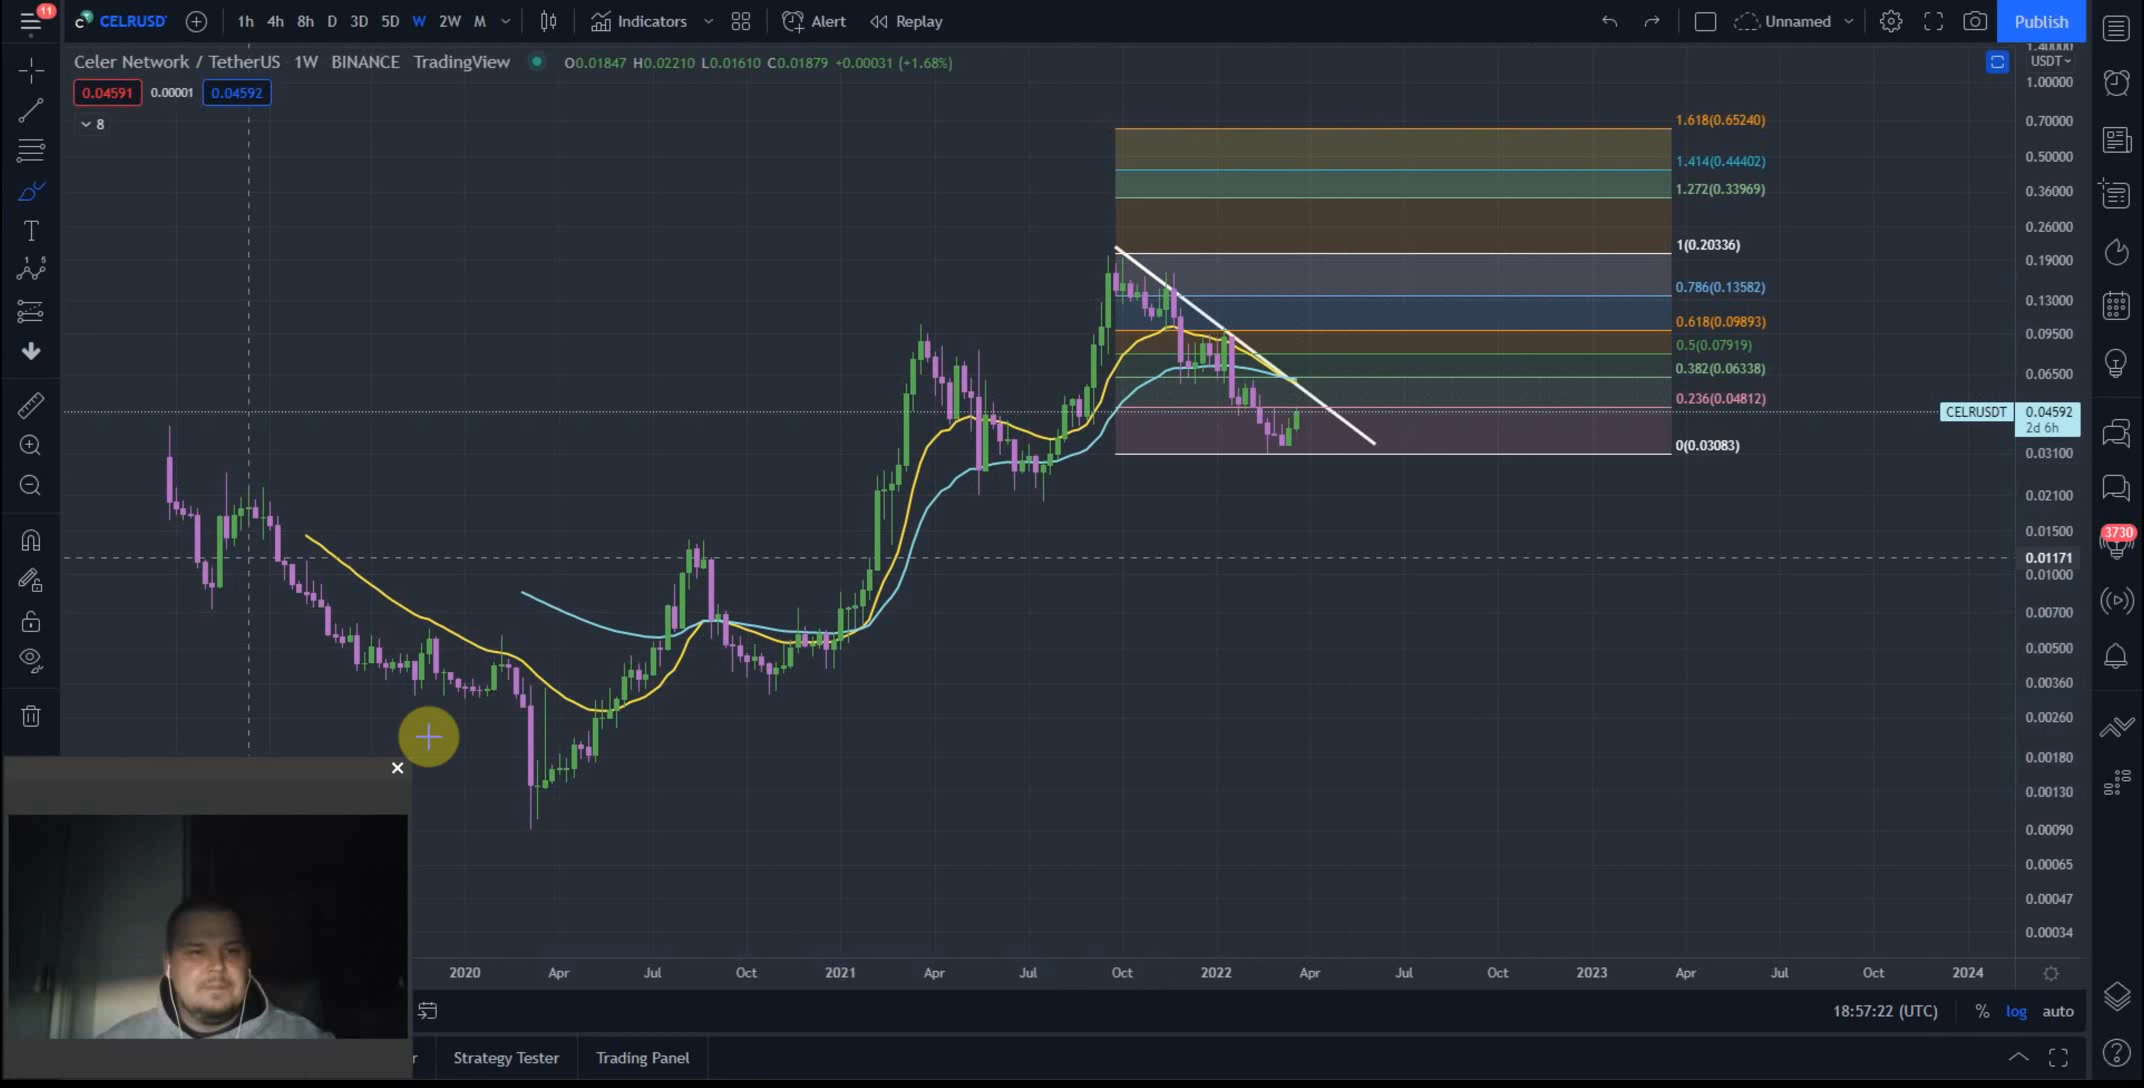 11
CELRUSDT
1h 4h 8h D 3D 5D W 2W M
Indicators
Alert
Replay
Unnamed
Publish
Celer Network / TetherUS 1W BINANCE TradingView
O0.01847 H0.02210 L0.01610 C0.01879 +0.00031 (+1.68%)
0.04591 0.00001 0.04592
8
1.618(0.65240)
1.414(0.44402)
1.272(0.33969)
1(0.20336)
0.786(0.13582)
0.618(0.09893)
0.5(0.07919)
0.382(0.06338)
0.236(0.04812)
0(0.03083)
1.40000
USDT
1.00000
0.70000
0.50000
0.36000
0.26000
0.19000
0.13000
0.09500
0.06500
CELRUSDT 0.04592
2d 6h
0.03100
0.02100
0.01500
0.01171
0.01000
0.00700
0.00500
0.00360
0.00260
0.00180
0.00130
0.00090
0.00065
0.00047
0.00034
3730
2020 Apr Jul Oct 2021 Apr Jul Oct 2022 Apr Jul Oct 2023 Apr Jul Oct 2024
18:57:22 (UTC) % log auto
r Strategy Tester Trading Panel